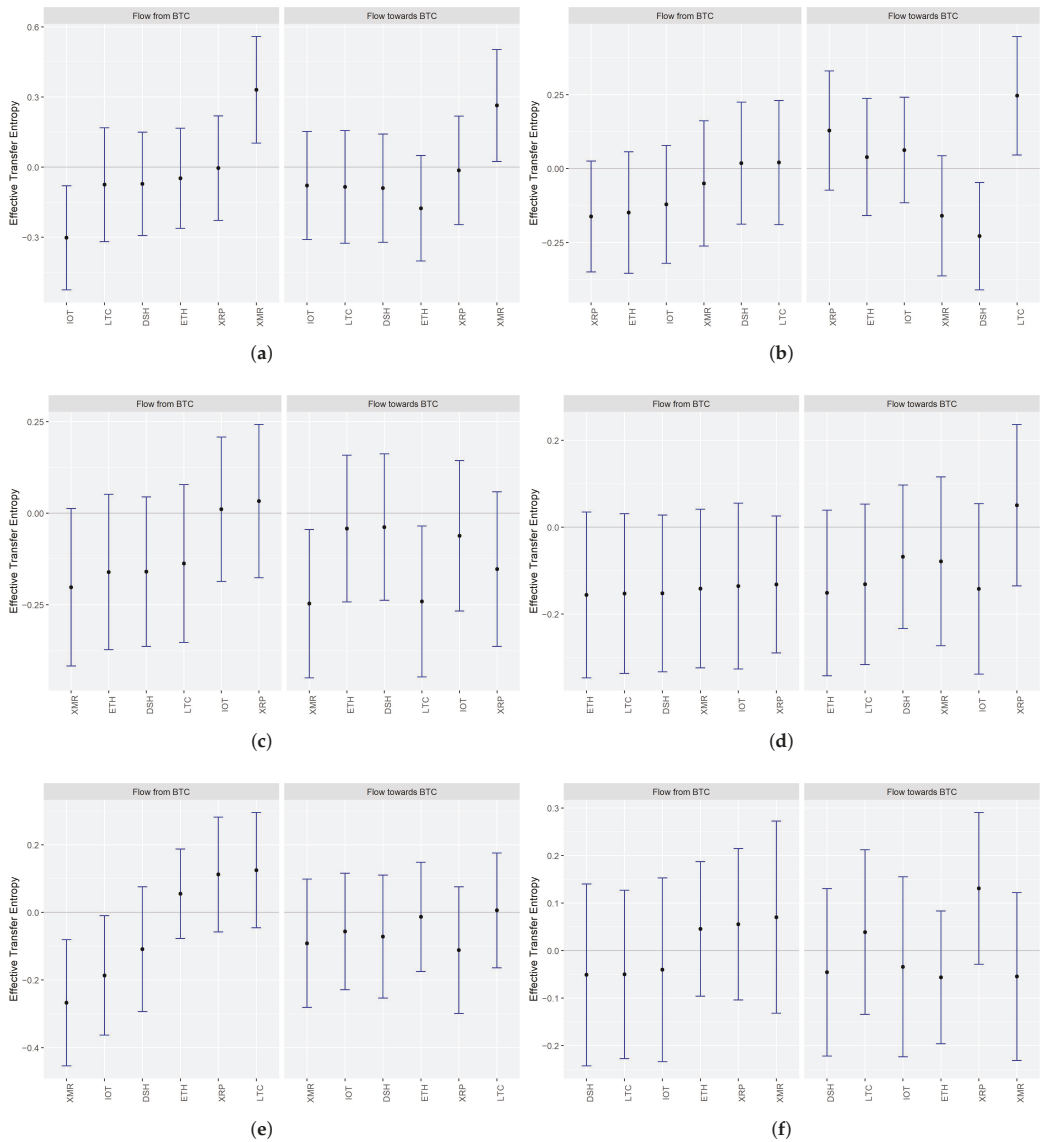 Flow from BTC
Flow towards BTC
Effective Transfer Entropy
0.6
0.3
0.0
−0.3
IOT
LTC
DSH
ETH
XRP
XMR
IOT
LTC
DSH
ETH
XRP
XMR
(a)
Flow from BTC
Flow towards BTC
Effective Transfer Entropy
0.25
0.00
−0.25
XRP
ETH
IOT
XMR
DSH
LTC
XRP
ETH
IOT
XMR
DSH
LTC
(b)
Flow from BTC
Flow towards BTC
Effective Transfer Entropy
0.25
0.00
−0.25
XMR
ETH
DSH
LTC
IOT
XRP
XMR
ETH
DSH
LTC
IOT
XRP
(c)
Flow from BTC
Flow towards BTC
Effective Transfer Entropy
0.2
0.0
−0.2
ETH
LTC
DSH
XMR
IOT
XRP
ETH
LTC
DSH
XMR
IOT
XRP
(d)
Flow from BTC
Flow towards BTC
Effective Transfer Entropy
0.2
0.0
−0.2
−0.4
XMR
IOT
DSH
ETH
XRP
LTC
XMR
IOT
DSH
ETH
XRP
LTC
(e)
Flow from BTC
Flow towards BTC
Effective Transfer Entropy
0.3
0.2
0.1
0.0
−0.1
−0.2
DSH
LTC
IOT
ETH
XRP
XMR
DSH
LTC
IOT
ETH
XRP
XMR
(f)